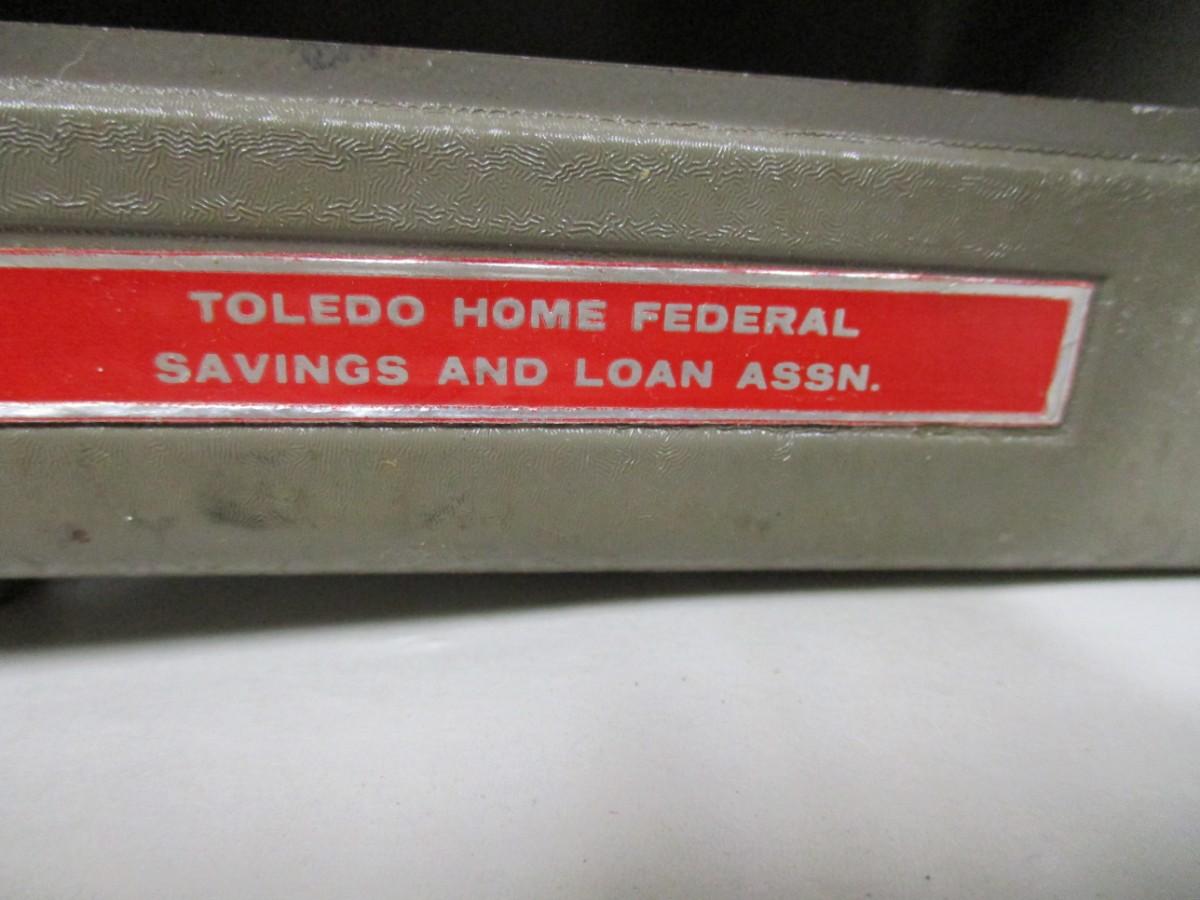 TOLEDO HOME FEDERAL
SAVINGS AND LOAN ASSN.